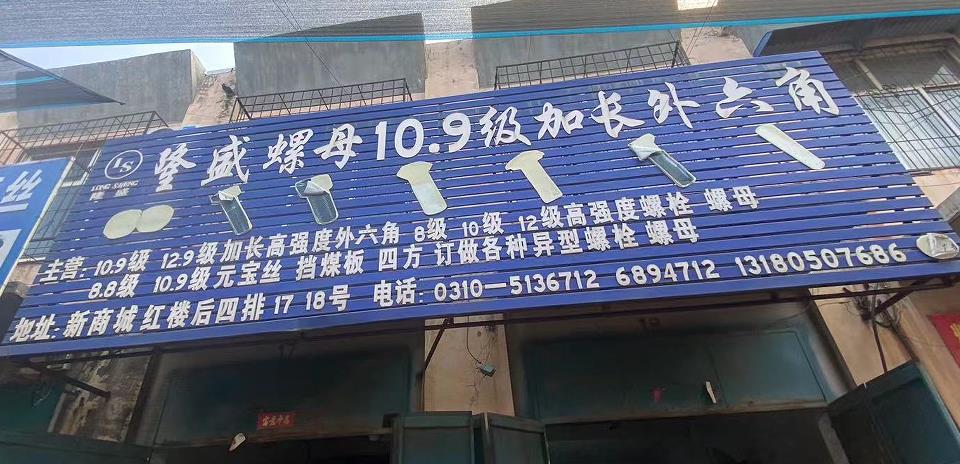 LS
LONG SHENG
隆盛
隆盛螺母10.9级加长外六角
主营: 10.9级 12.9级加长高强度外六角 8级 10级 12级高强度螺栓 螺母
8.8级 10.9级元宝丝 挡煤板 四方 订做各种异型螺栓 螺母
地址: 新商城红楼后四排 17 18号 电话: 0310-5136712 6894712 13180507686
丝